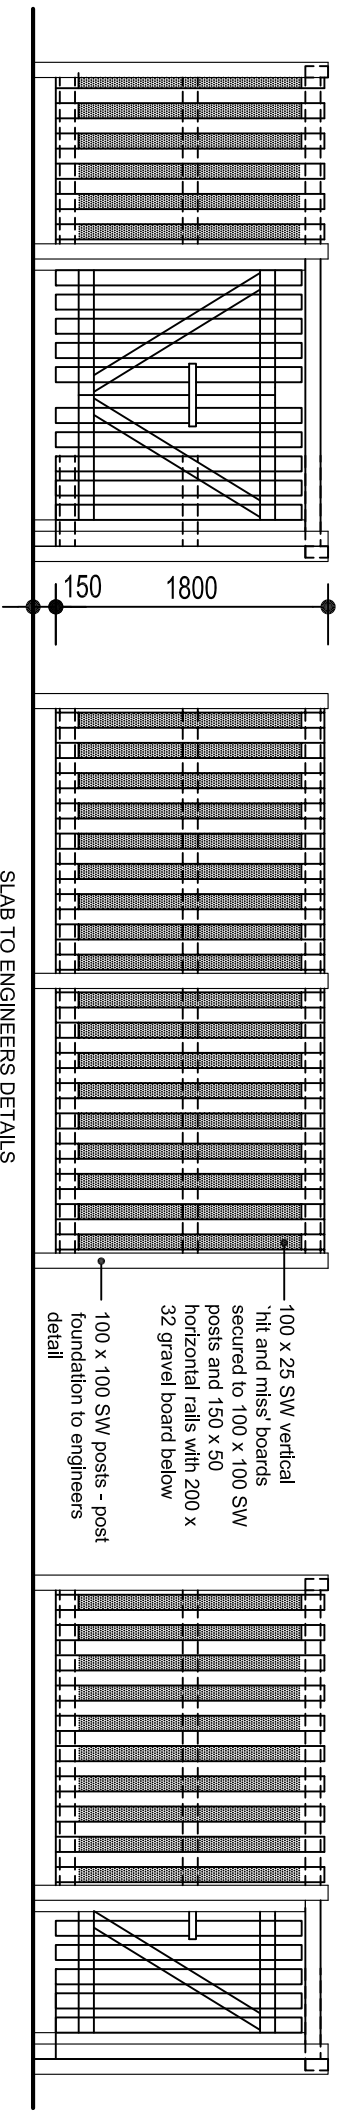 150
1800
SLAB TO ENGINEERS DETAILS
100 x 25 SW vertical
'hit and miss' boards
secured to 100 x 100 SW
posts and 150 x 50
horizontal rails with 200 x
32 gravel board below
100 x 100 SW posts - post
foundation to engineers
detail